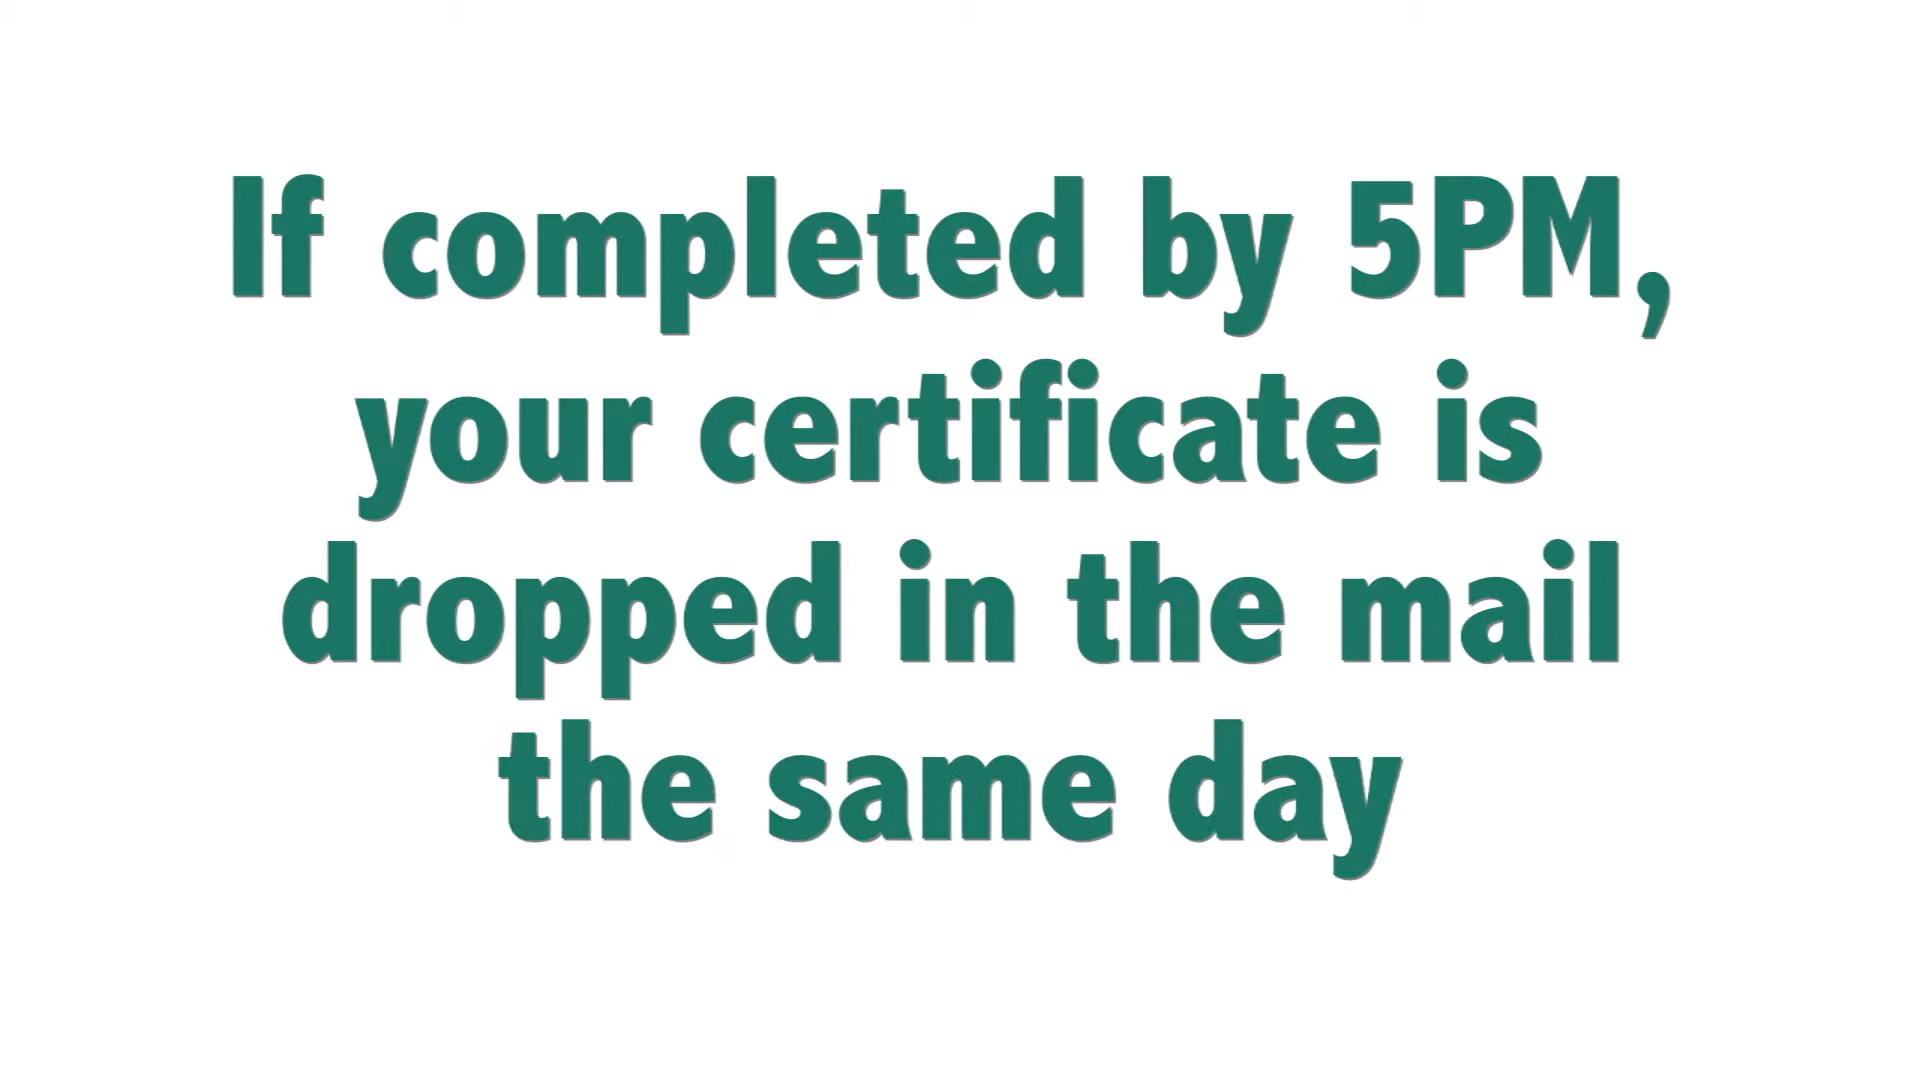 If completed by 5PM,
your certificate is
dropped in the mail
the same day